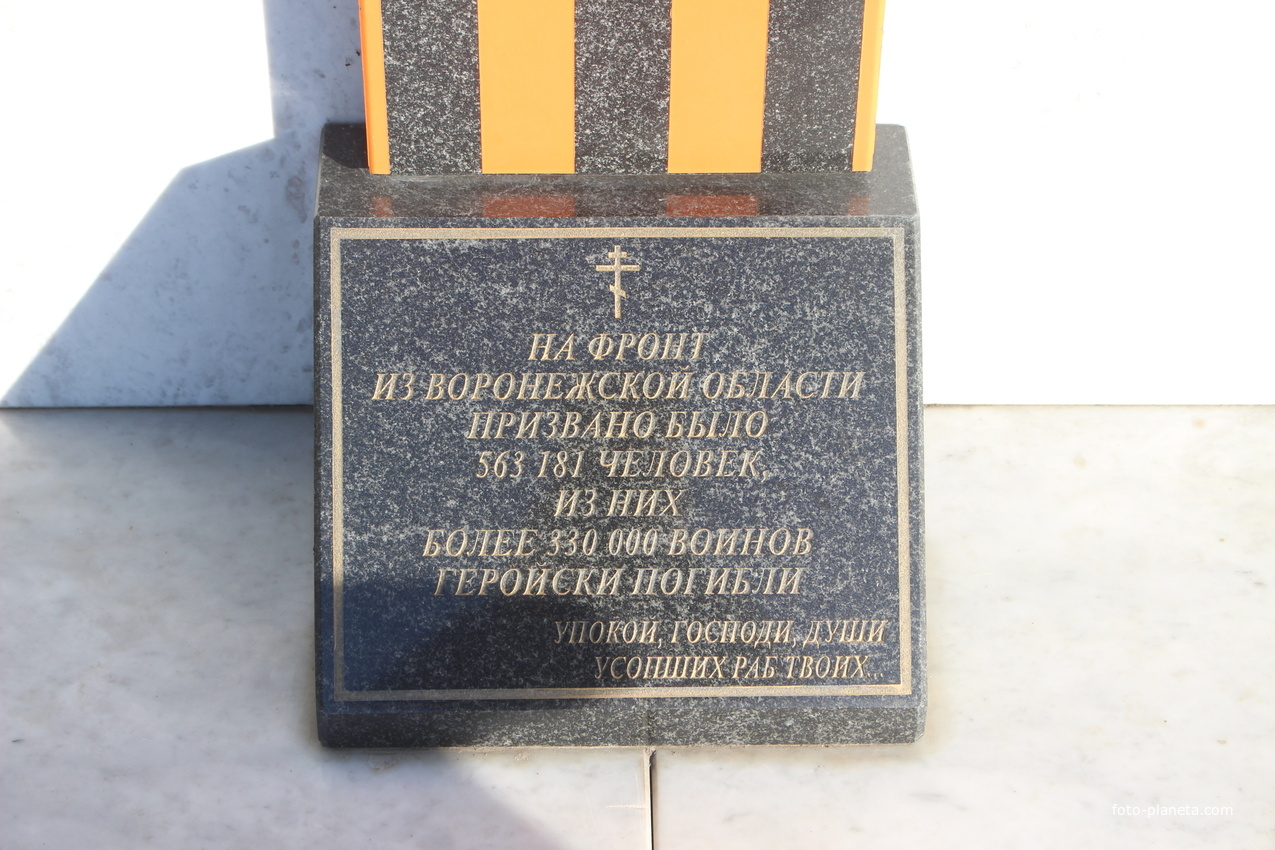 НА ФРОНТ
ИЗ ВОРОНЕЖСКОЙ ОБЛАСТИ
ПРИЗВАНО БЫЛО
563 181 ЧЕЛОВЕК,
ИЗ НИХ
БОЛЕЕ 330 000 ВОИНОВ
ГЕРОЙСКИ ПОГИБЛИ
УПОКОЙ, ГОСПОДИ, ДУШИ
УСОПШИХ РАБ ТВОИХ...
foto-planeta.com